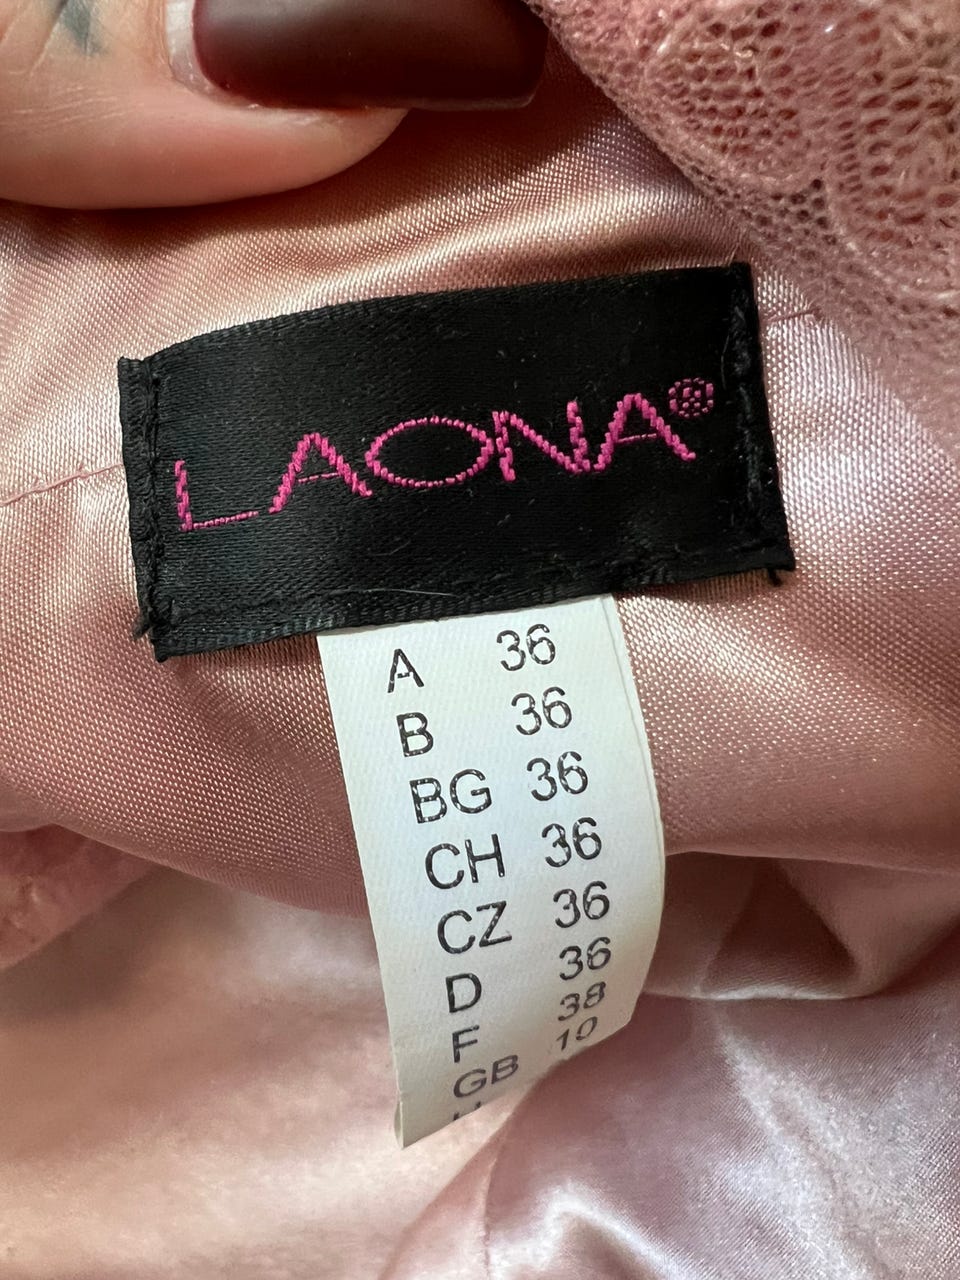 LAONA®
A 36
B 36
BG 36
CH 36
CZ 36
D 36
F 38
GB 10